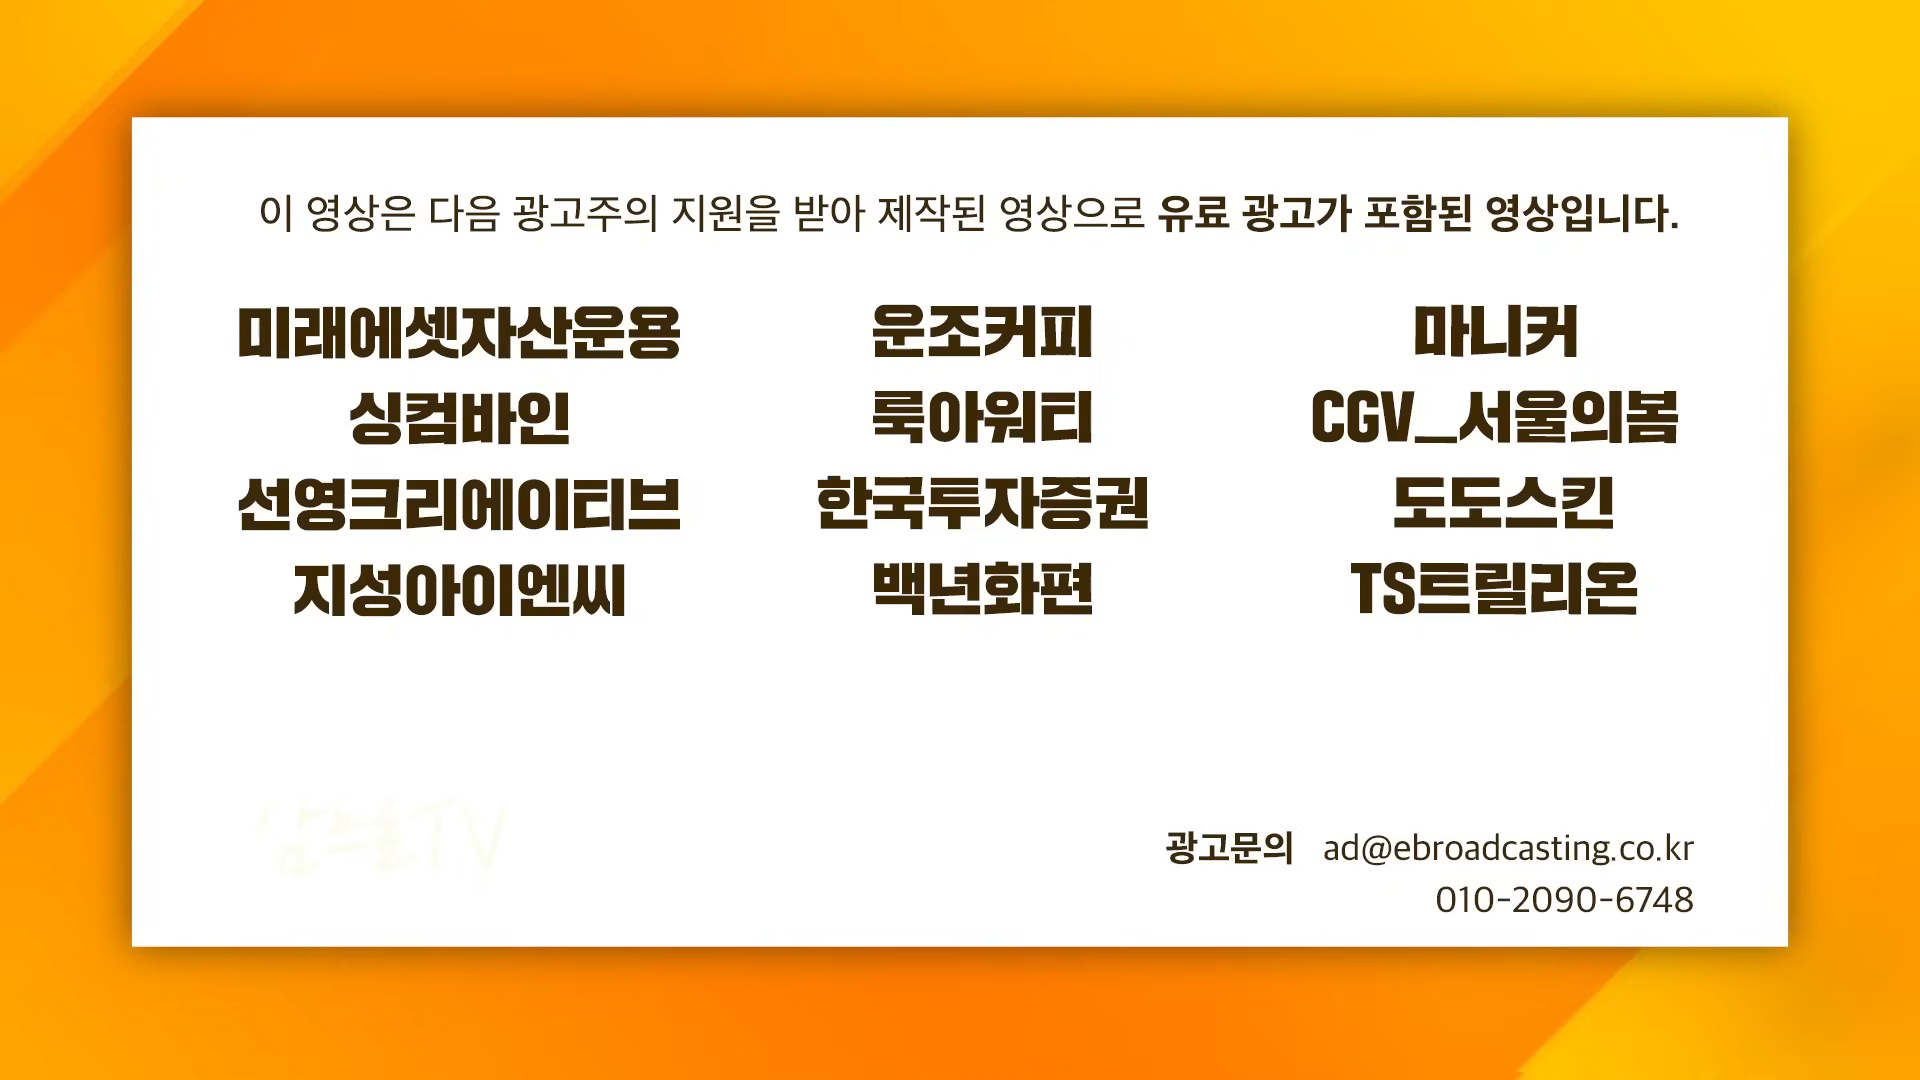 이 영상은 다음 광고주의 지원을 받아 제작된 영상으로 유료 광고가 포함된 영상입니다.
미래에셋자산운용 운조커피 마니커
싱컴바인 룩아워티 CGV_서울의봄
선영크리에이티브 한국투자증권 도도스킨
지성아이엔씨 백년화편 TS트릴리온
삼프로TV
광고문의 ad@ebroadcasting.co.kr
010-2090-6748